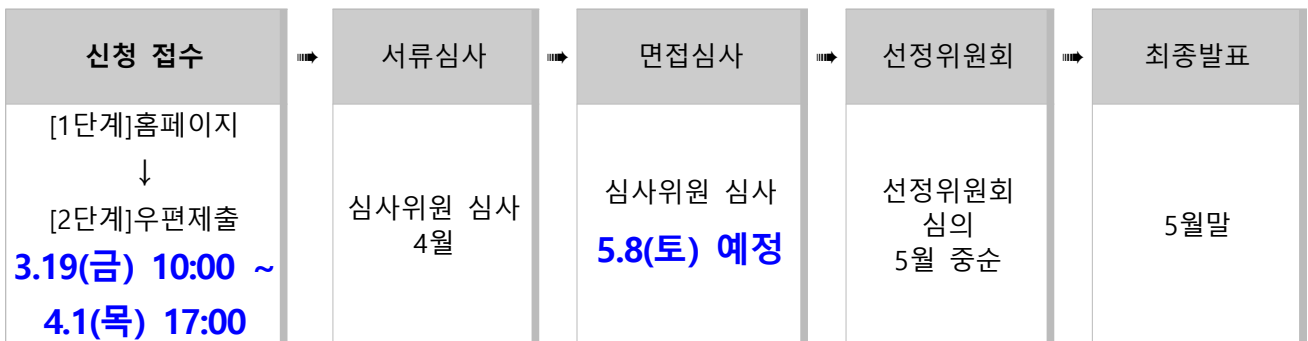 신청 접수 ➠ 서류심사 ➠ 면접심사 ➠ 선정위원회 ➠ 최종발표
[1단계]홈페이지
↓
[2단계]우편제출
3.19(금) 10:00 ~
4.1(목) 17:00
심사위원 심사
4월
심사위원 심사
5.8(토) 예정
선정위원회
심의
5월 중순
5월말